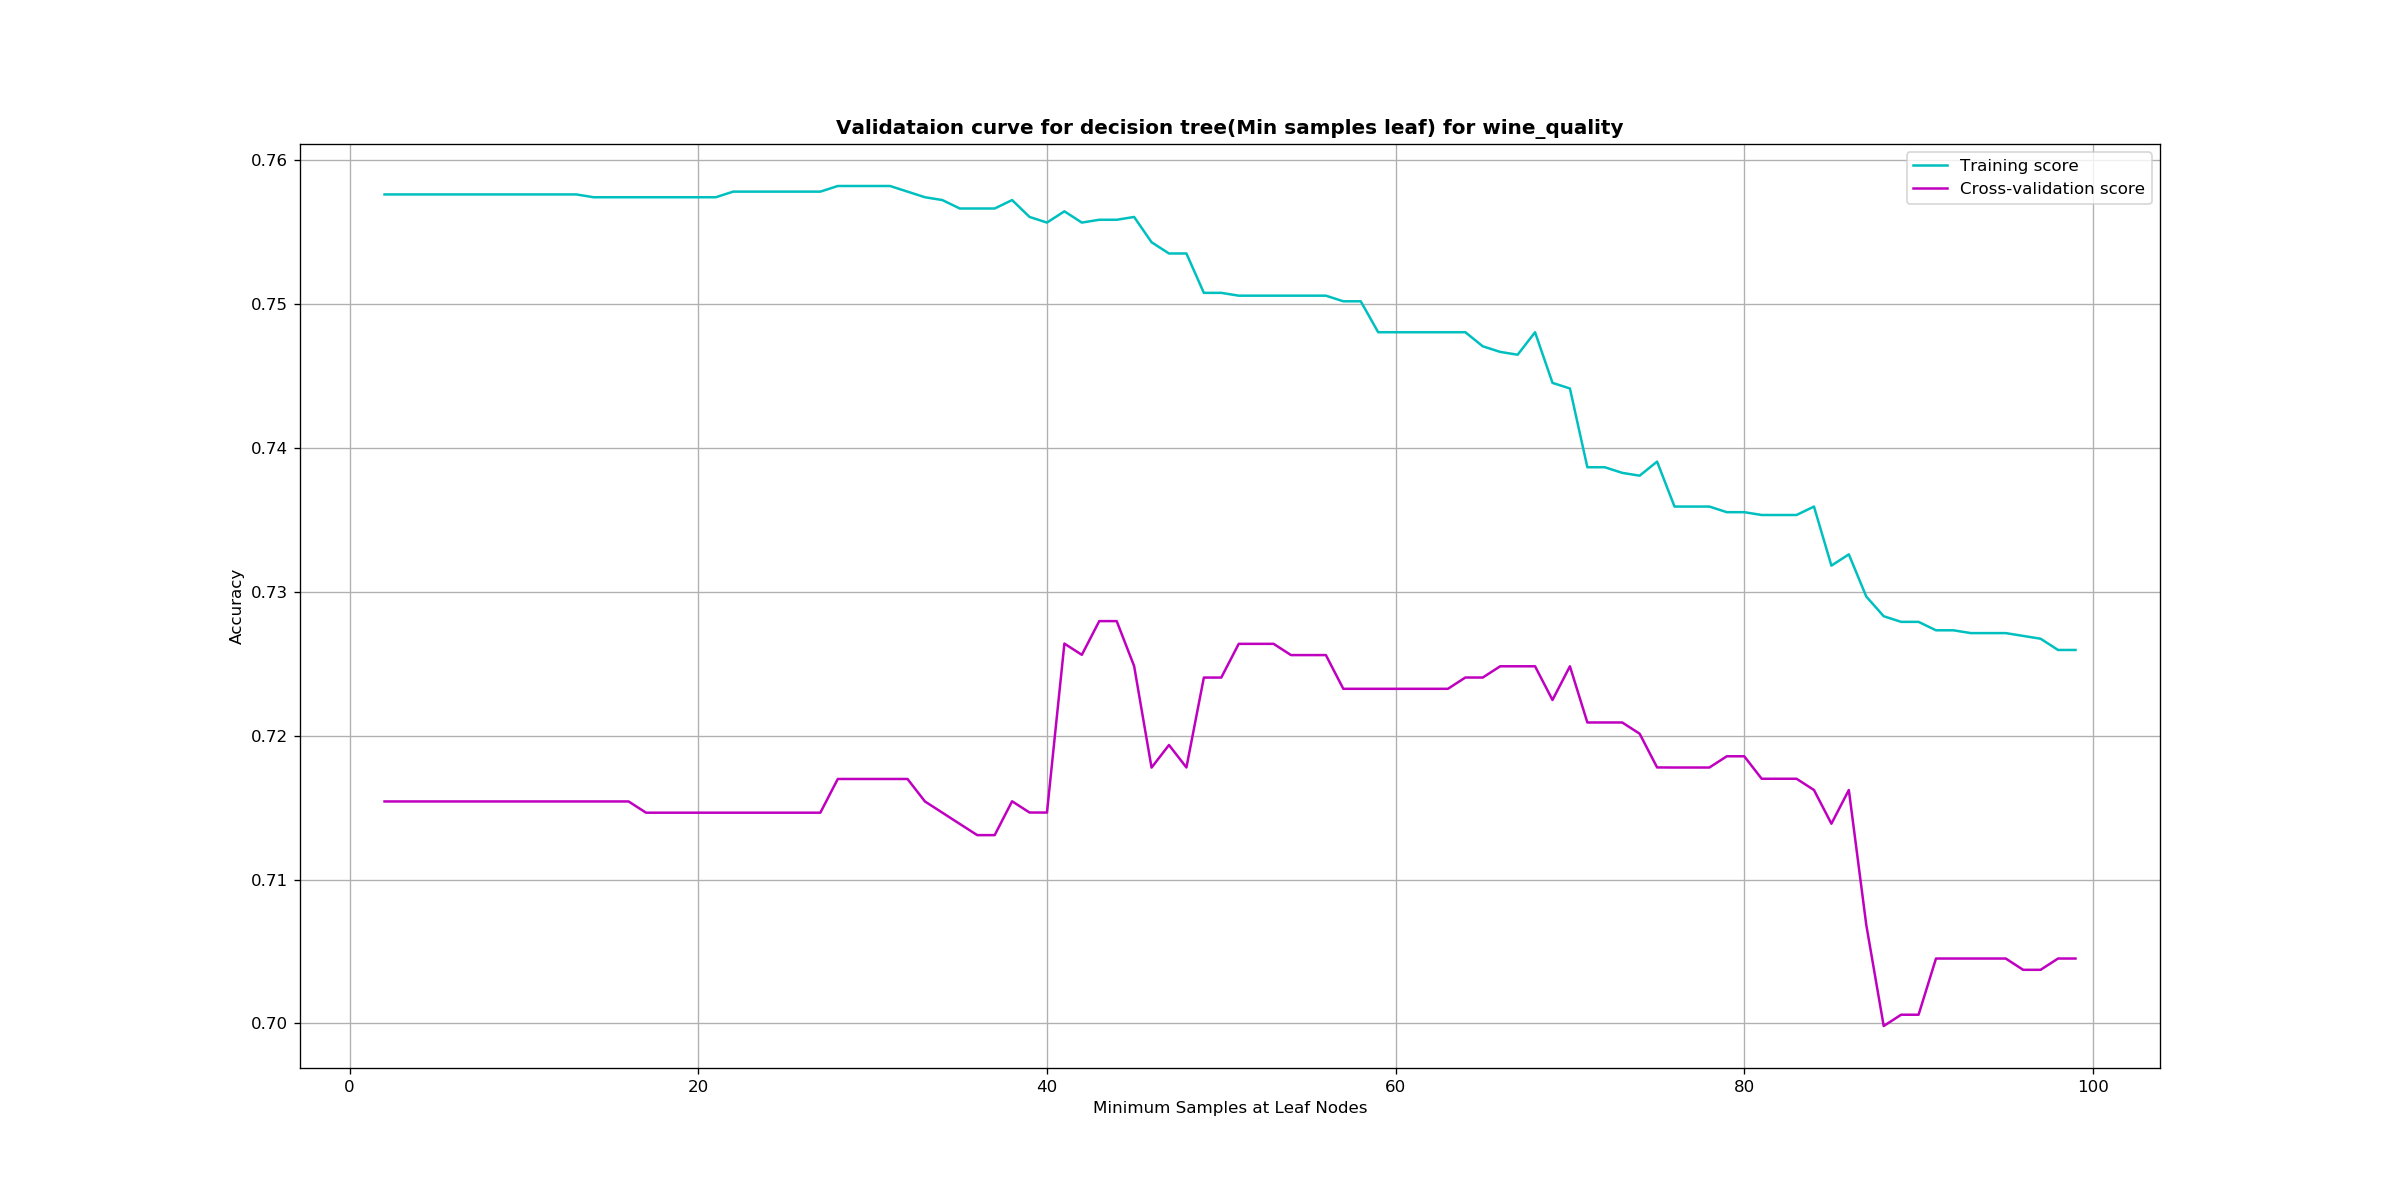 Validataion curve for decision tree(Min samples leaf) for wine_quality
Training score
Cross-validation score
0.76
0.75
0.74
0.73
0.72
0.71
0.70
Accuracy
0 20 40 60 80 100
Minimum Samples at Leaf Nodes